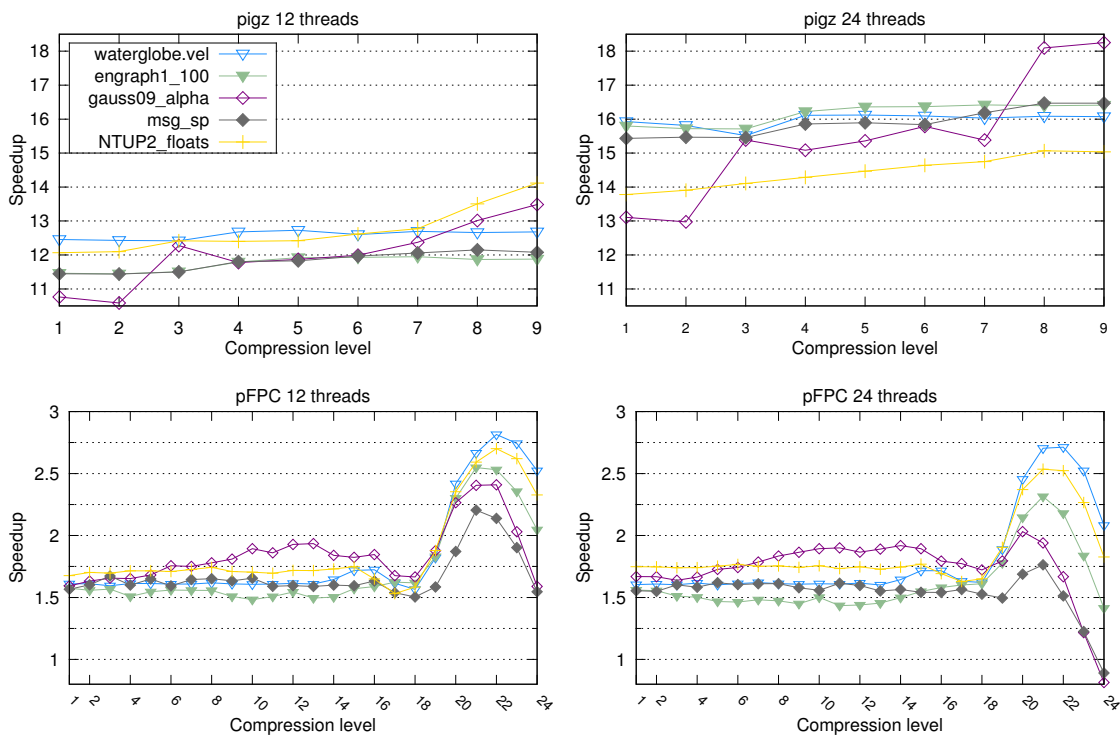 pigz 12 threads
Speedup
18
17
16
15
14
13
12
11
waterglobe.vel
engraph1_100
gauss09_alpha
msg_sp
NTUP2_floats
1 2 3 4 5 6 7 8 9
Compression level
pigz 24 threads
Speedup
18
17
16
15
14
13
12
11
1 2 3 4 5 6 7 8 9
Compression level
pFPC 12 threads
Speedup
3
2.5
2
1.5
1
1 2 4 6 8 10 12 14 16 18 20 22 24
Compression level
pFPC 24 threads
Speedup
3
2.5
2
1.5
1
1 2 4 6 8 10 12 14 16 18 20 22 24
Compression level